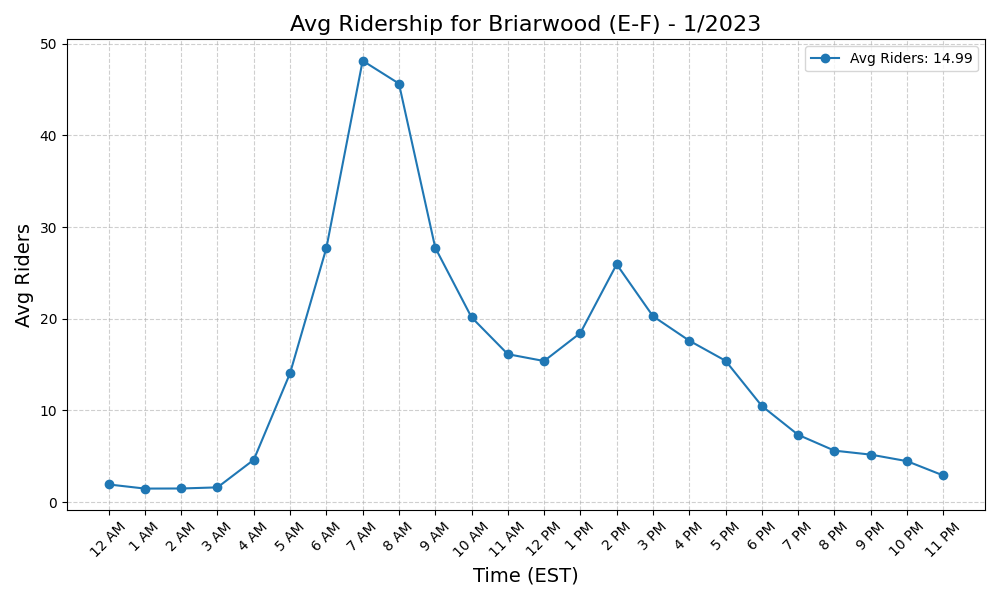 Avg Ridership for Briarwood (E-F) - 1/2023
Avg Riders: 14.99
Avg Riders
50
40
30
20
10
0
12 AM
1 AM
2 AM
3 AM
4 AM
5 AM
6 AM
7 AM
8 AM
9 AM
10 AM
11 AM
12 PM
1 PM
2 PM
3 PM
4 PM
5 PM
6 PM
7 PM
8 PM
9 PM
10 PM
11 PM
Time (EST)